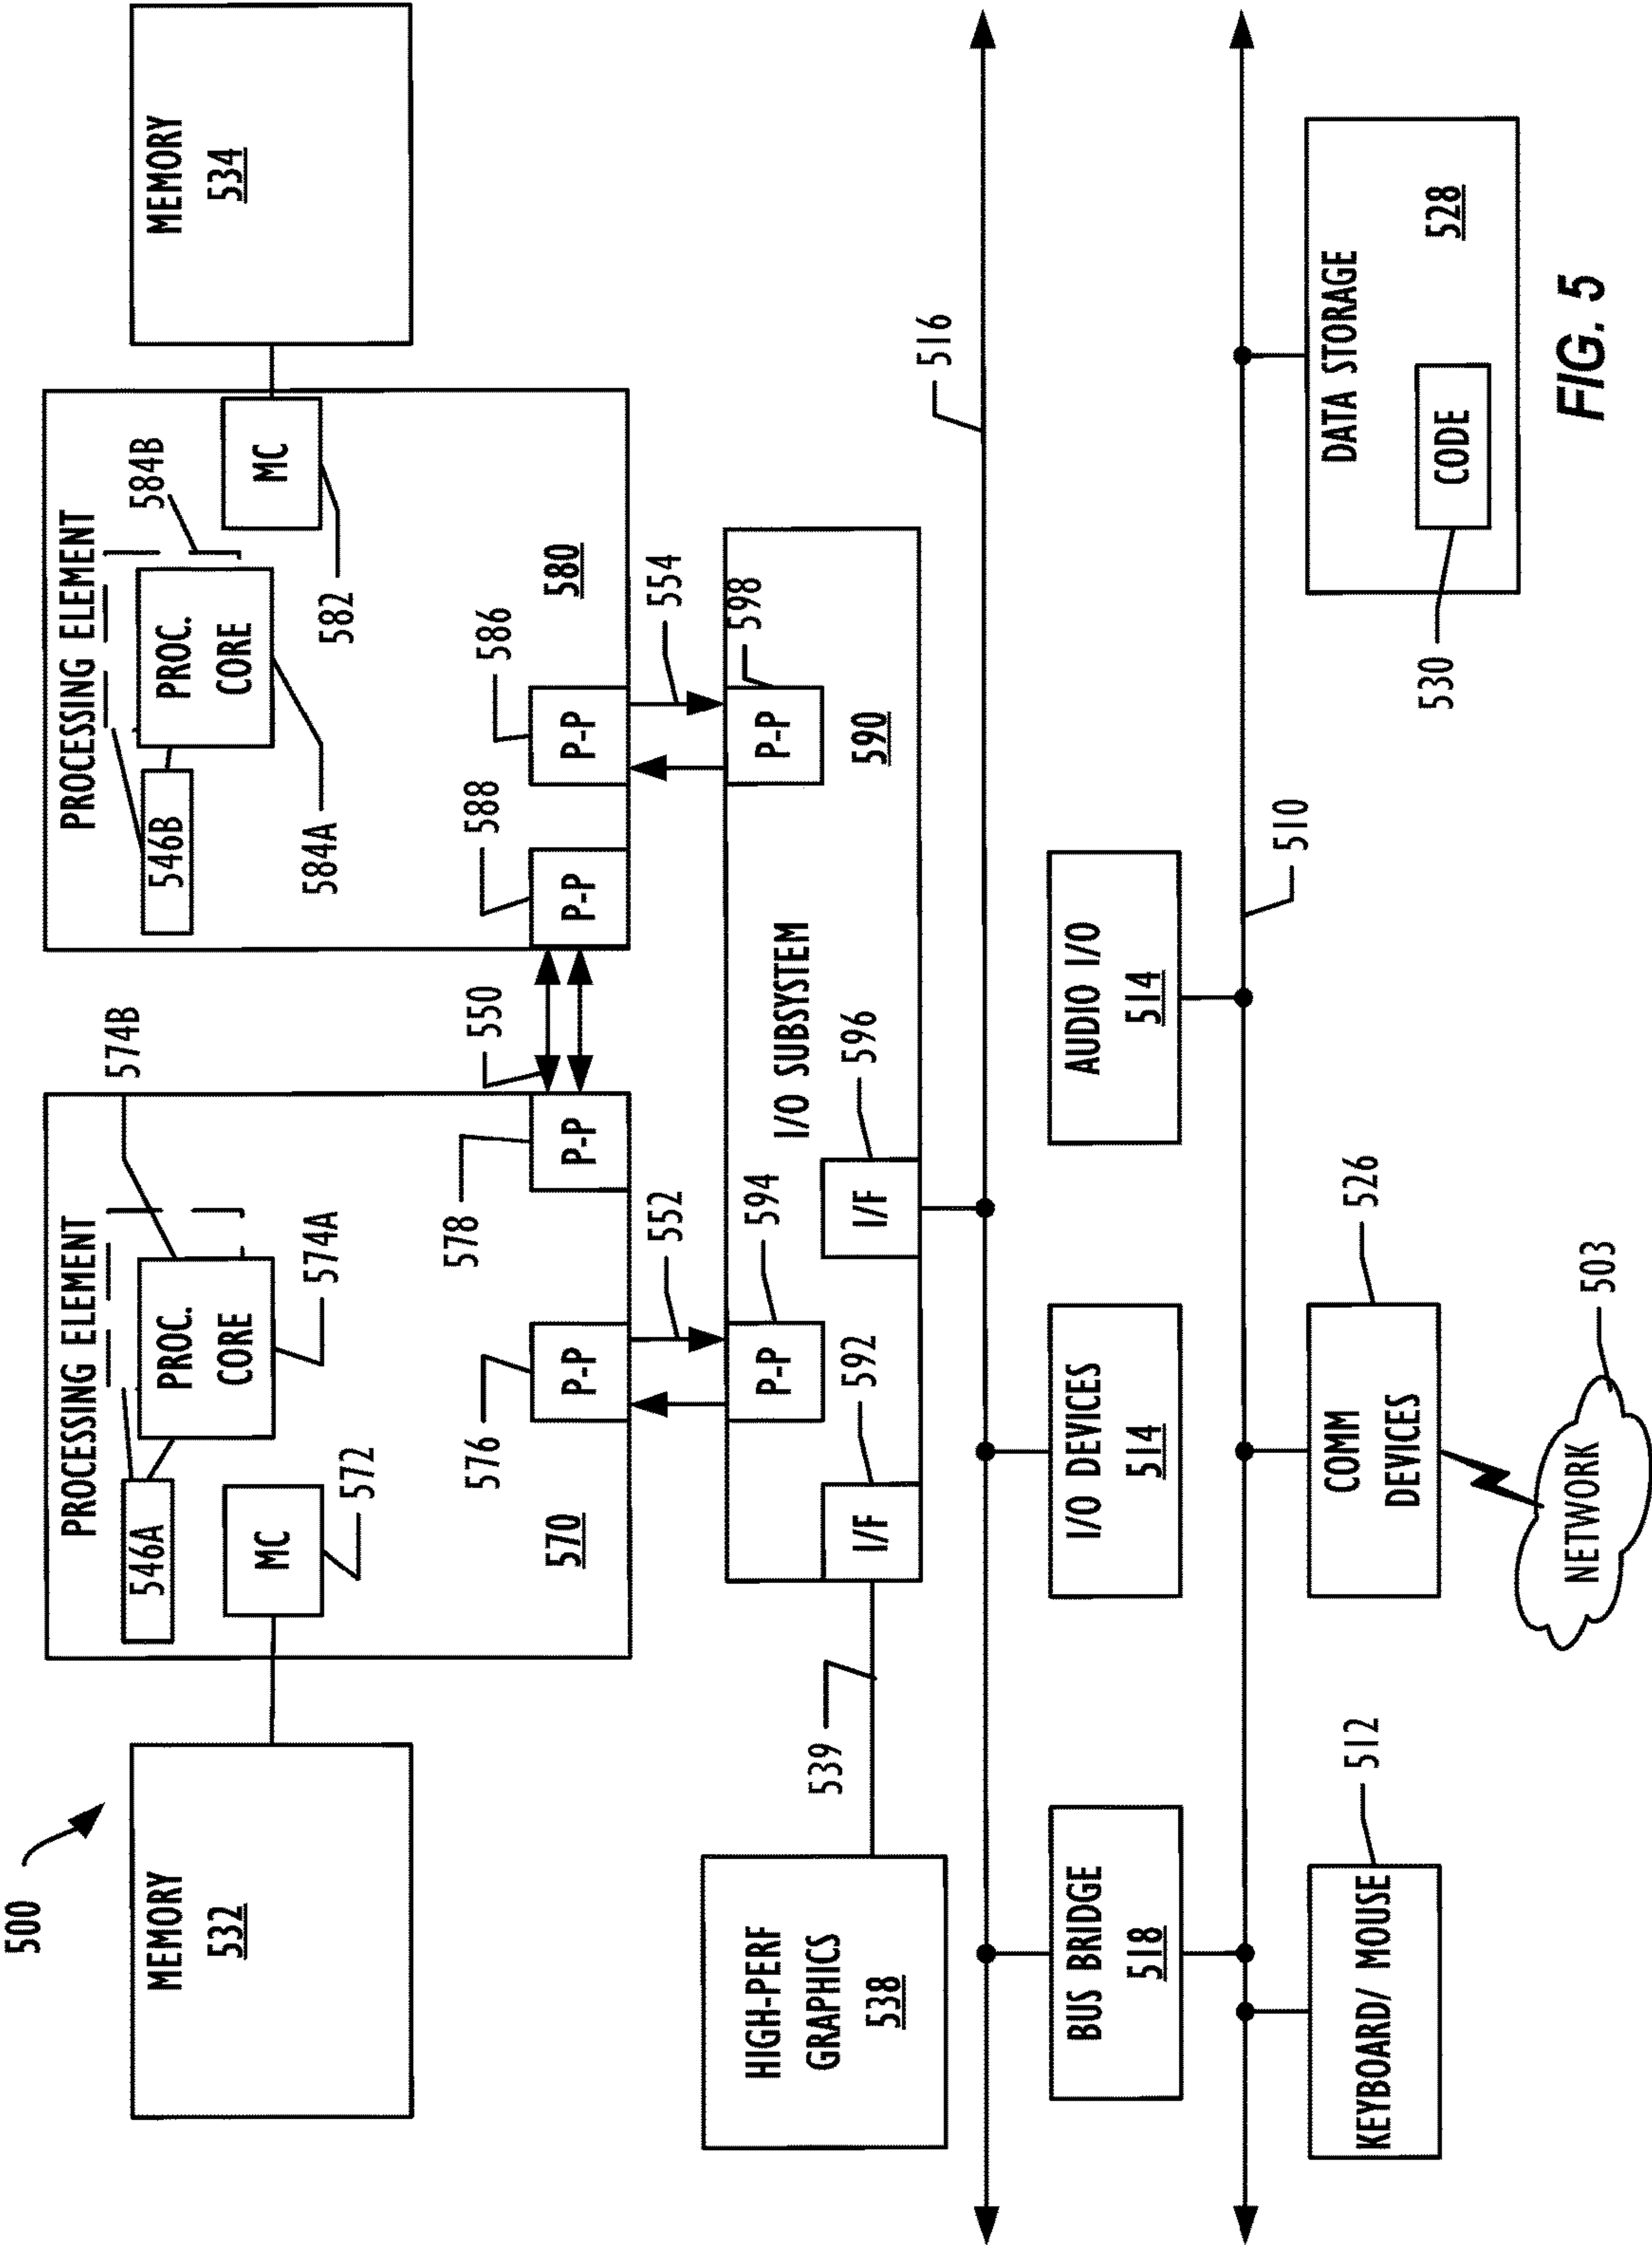 500
MEMORY
532
PROCESSING ELEMENT
546A
PROC.
CORE
MC
572
574A
574B
576
578
P-P
P-P
570
550
PROCESSING ELEMENT
546B
PROC.
CORE
584B
584A
MC
582
588
586
P-P
P-P
580
MEMORY
534
552
554
HIGH-PERF
GRAPHICS
538
539
I/O SUBSYSTEM
590
P-P
594
P-P
598
I/F
592
I/F
596
516
BUS BRIDGE
518
I/O DEVICES
514
AUDIO I/O
514
510
KEYBOARD/ MOUSE
512
COMM
DEVICES
526
NETWORK
503
DATA STORAGE
528
CODE
530
FIG. 5